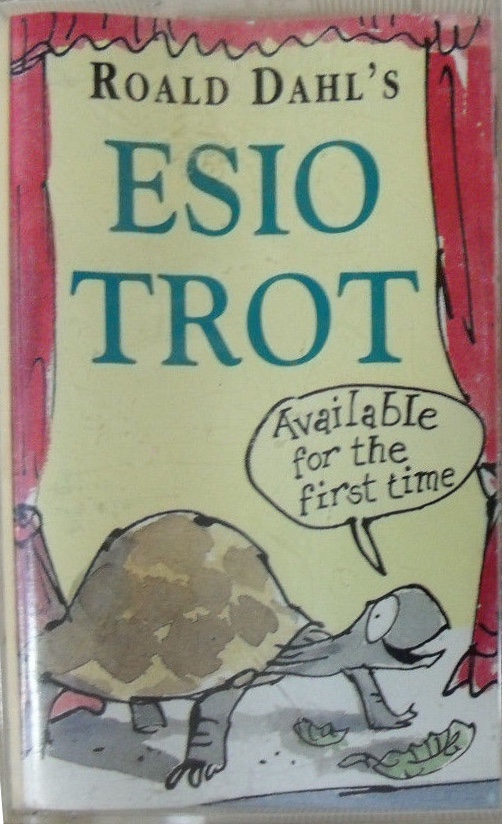 ROALD DAHL'S
ESIO
TROT
Available
for the
first time